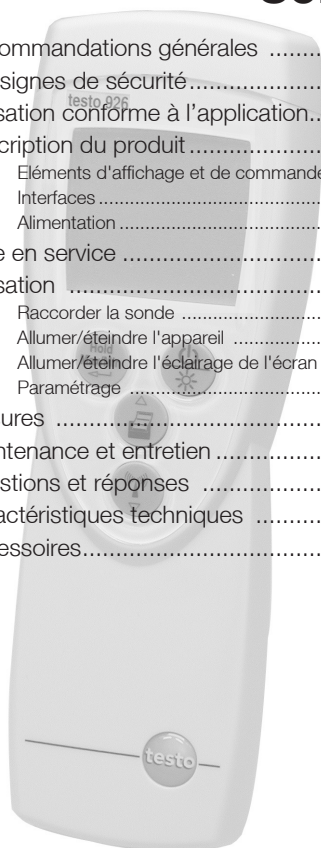 ommandations générales ........
signes de sécurité.....................
sation conforme à l'application..
cription du produit.....................
Eléments d'affichage et de commande
Interfaces
Alimentation
e en service
sation
Raccorder la sonde
Allumer/éteindre l'appareil
Allumer/éteindre l'éclairage de l'écran
Paramétrage
ures
ntenance et entretien
stions et réponses
actéristiques techniques
essoires
testo 926
Hold
testo